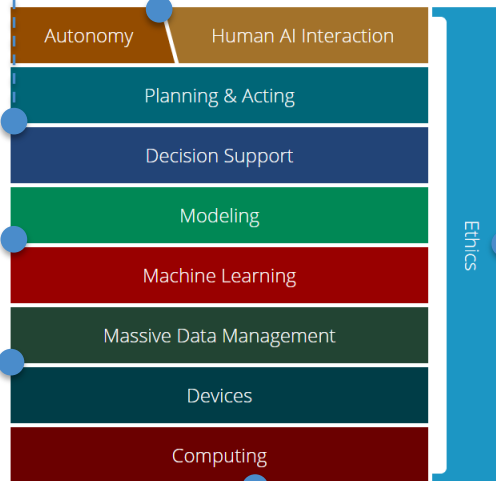 Autonomy
Human AI Interaction
Planning & Acting
Decision Support
Modeling
Machine Learning
Massive Data Management
Devices
Computing
Ethics